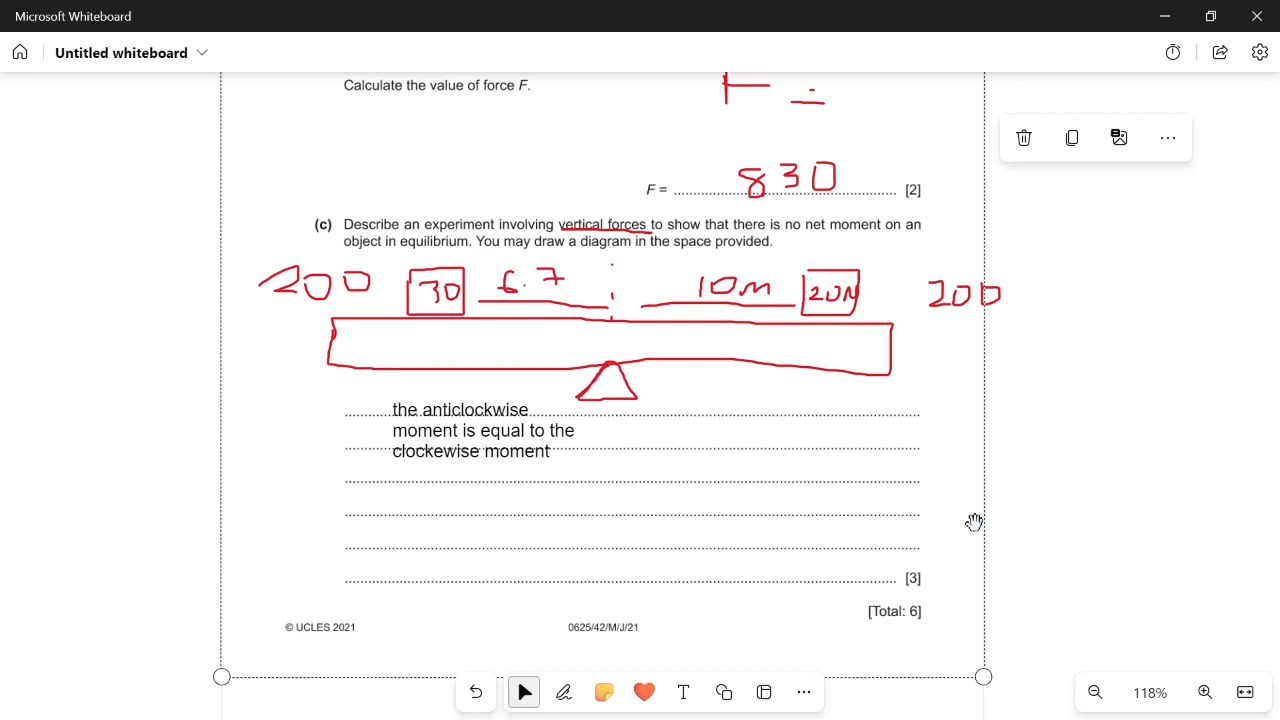 Microsoft Whiteboard
Untitled whiteboard
Calculate the value of force F.
F = 830 [2]
(c) Describe an experiment involving vertical forces to show that there is no net moment on an
object in equilibrium. You may draw a diagram in the space provided.
200 30 6.7 10m 20N 200
the anticlockwise
moment is equal to the
clockewise moment
[3]
[Total: 6]
© UCLES 2021 0625/42/M/J/21
118%